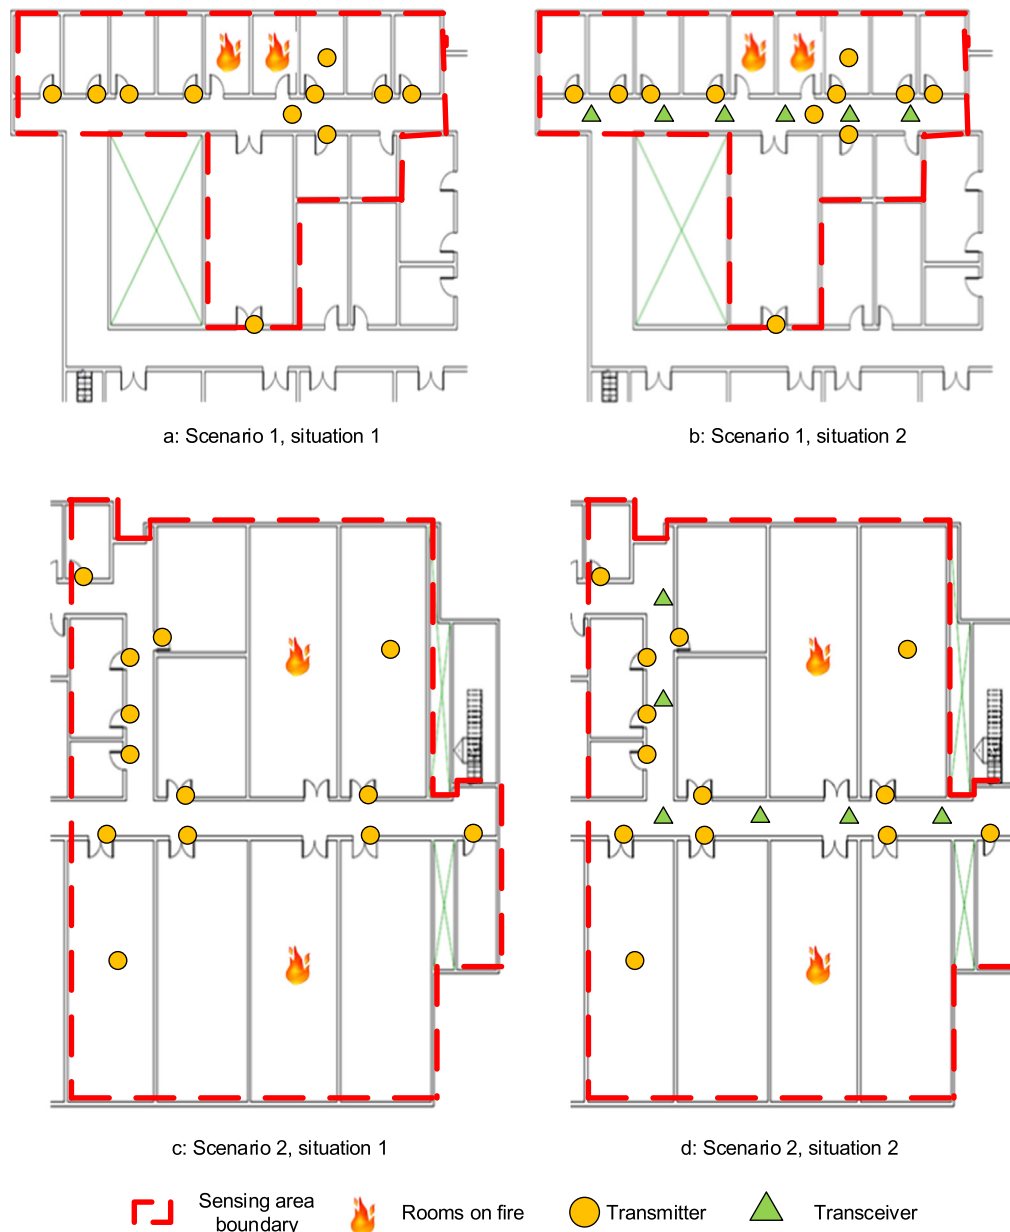 a: Scenario 1, situation 1
b: Scenario 1, situation 2
c: Scenario 2, situation 1
d: Scenario 2, situation 2
Sensing area
boundary
Rooms on fire
Transmitter
Transceiver